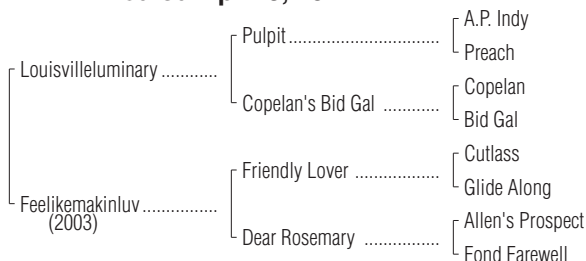 A.P. Indy
Pulpit
Preach
Louisvilleluminary
Copelan
Copelan's Bid Gal
Bid Gal
Cutlass
Friendly Lover
Glide Along
Feelikemakinluv
(2003)
Allen's Prospect
Dear Rosemary
Fond Farewell